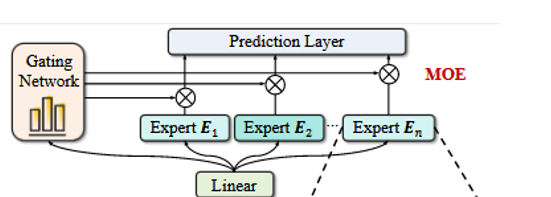 Prediction Layer
Gating
Network
MOE
Expert E₁
Expert E₂
...
Expert Eₙ
Linear